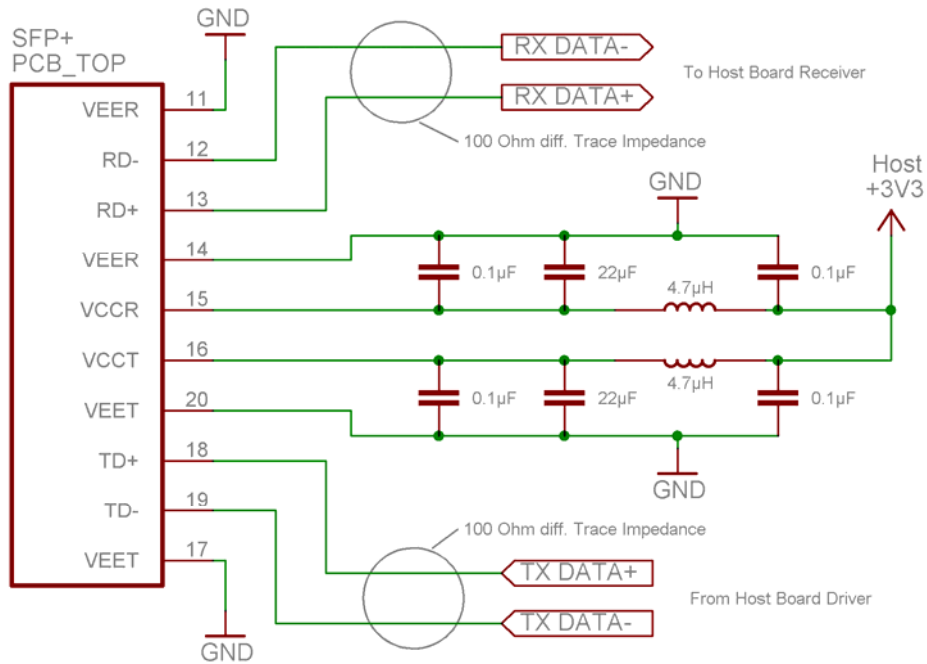 SFP+
PCB_TOP
GND
VEER 11
RD- 12
RD+ 13
VEER 14
VCCR 15
VCCT 16
VEET 20
TD+ 18
TD- 19
VEET 17
GND
RX DATA-
RX DATA+
To Host Board Receiver
100 Ohm diff. Trace Impedance
GND
Host
+3V3
0.1µF 22µF 0.1µF
4.7µH
4.7µH
0.1µF 22µF 0.1µF
GND
100 Ohm diff. Trace Impedance
TX DATA+
TX DATA-
From Host Board Driver